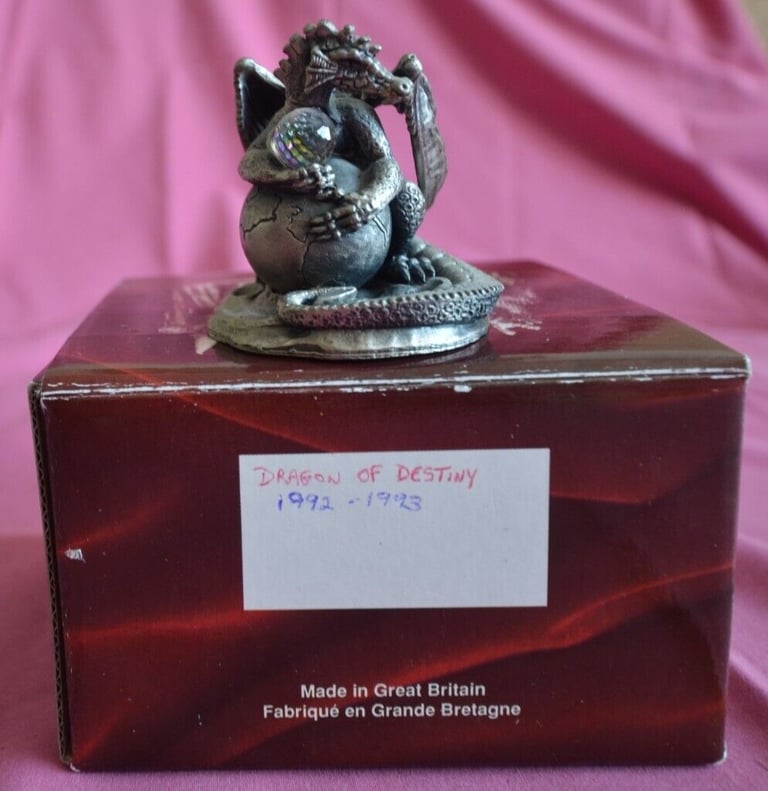 DRAGON OF DESTINY
1992 - 1993
Made in Great Britain
Fabriqué en Grande Bretagne